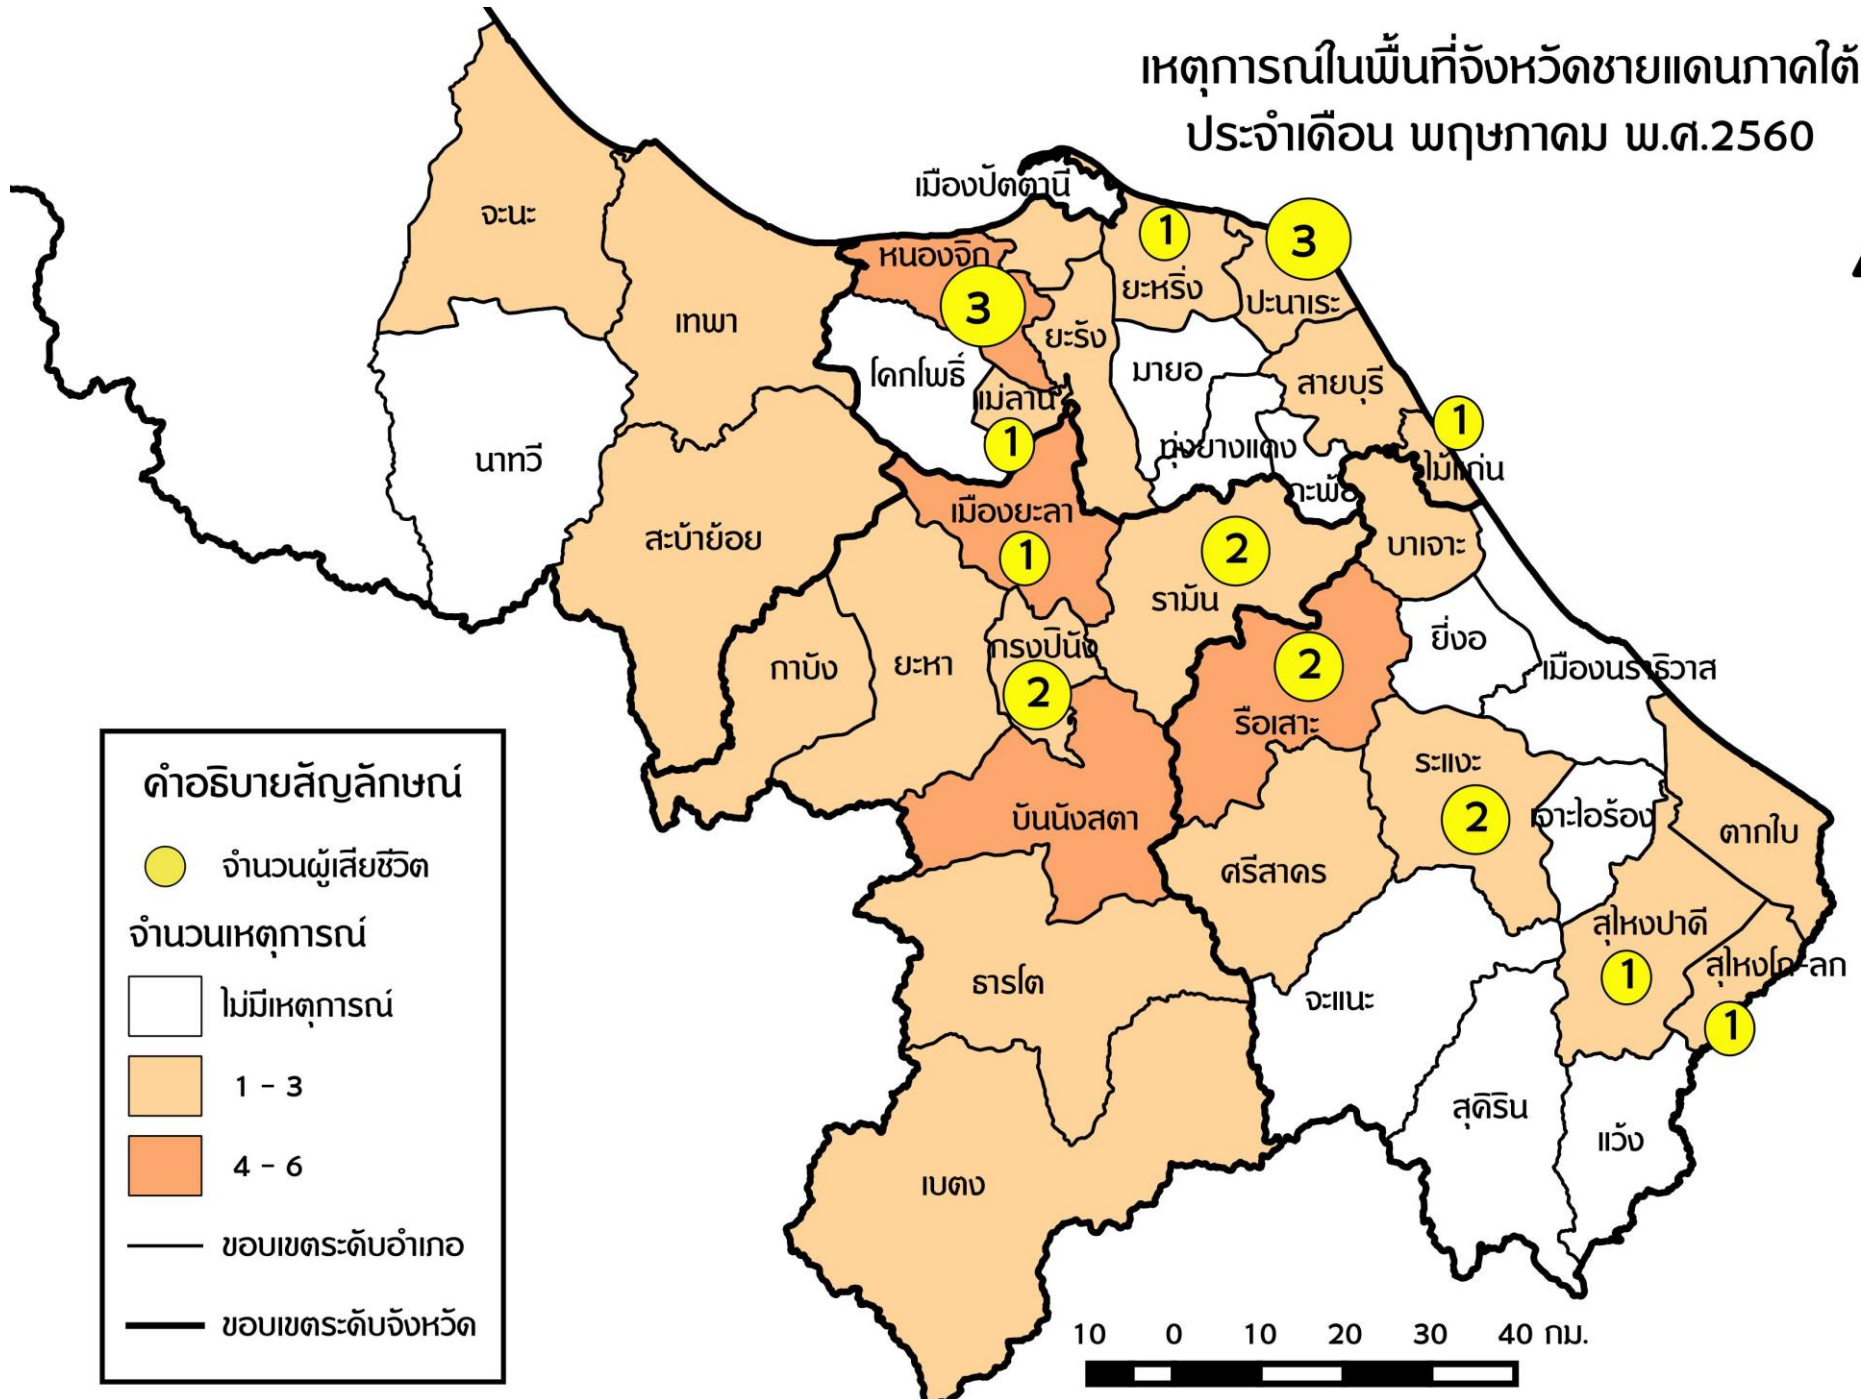 เหตุการณ์ในพื้นที่จังหวัดชายแดนภาคใต้
ประจำเดือน พฤษภาคม พ.ศ.2560
เมืองปัตตานี
จะนะ
1
3
หนองจิก
ยะหริ่ง
ปะนาเระ
3
เทพา
ยะรัง
โคกโพธิ์
มายอ
สายบุรี
แม่ลาน
1
1
ทุ่งยางแดง
นาทวี
ไม้แก่น
กะพ้อ
เมืองยะลา
สะบ้าย้อย
2
บาเจาะ
1
รามัน
กรงปินัง
ยี่งอ
กาบัง
ยะหา
2
เมืองนราธิวาส
2
รือเสาะ
ระแงะ
บันนังสตา
2
เจาะไอร้อง
ตากใบ
ศรีสาคร
สุไหงปาดี
ธารโต
1
สุไหงโก-ลก
จะแนะ
1
สุคิริน
แว้ง
เบตง
คำอธิบายสัญลักษณ์
จำนวนผู้เสียชีวิต
จำนวนเหตุการณ์
ไม่มีเหตุการณ์
1 - 3
4 - 6
ขอบเขตระดับอำเภอ
ขอบเขตระดับจังหวัด
10 0 10 20 30 40 กม.